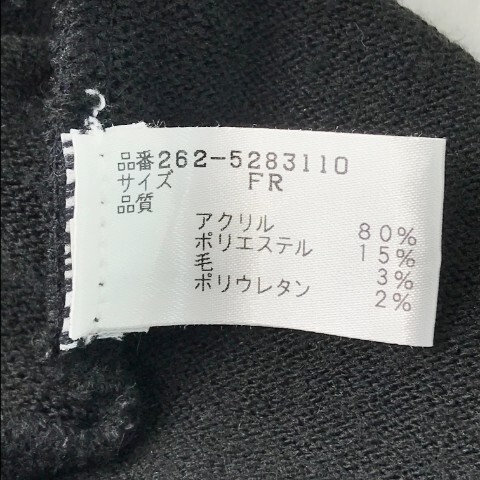 品番262-5283110
サイズ FR
品質
アクリル 80%
ポリエステル 15%
毛 3%
ポリウレタン 2%